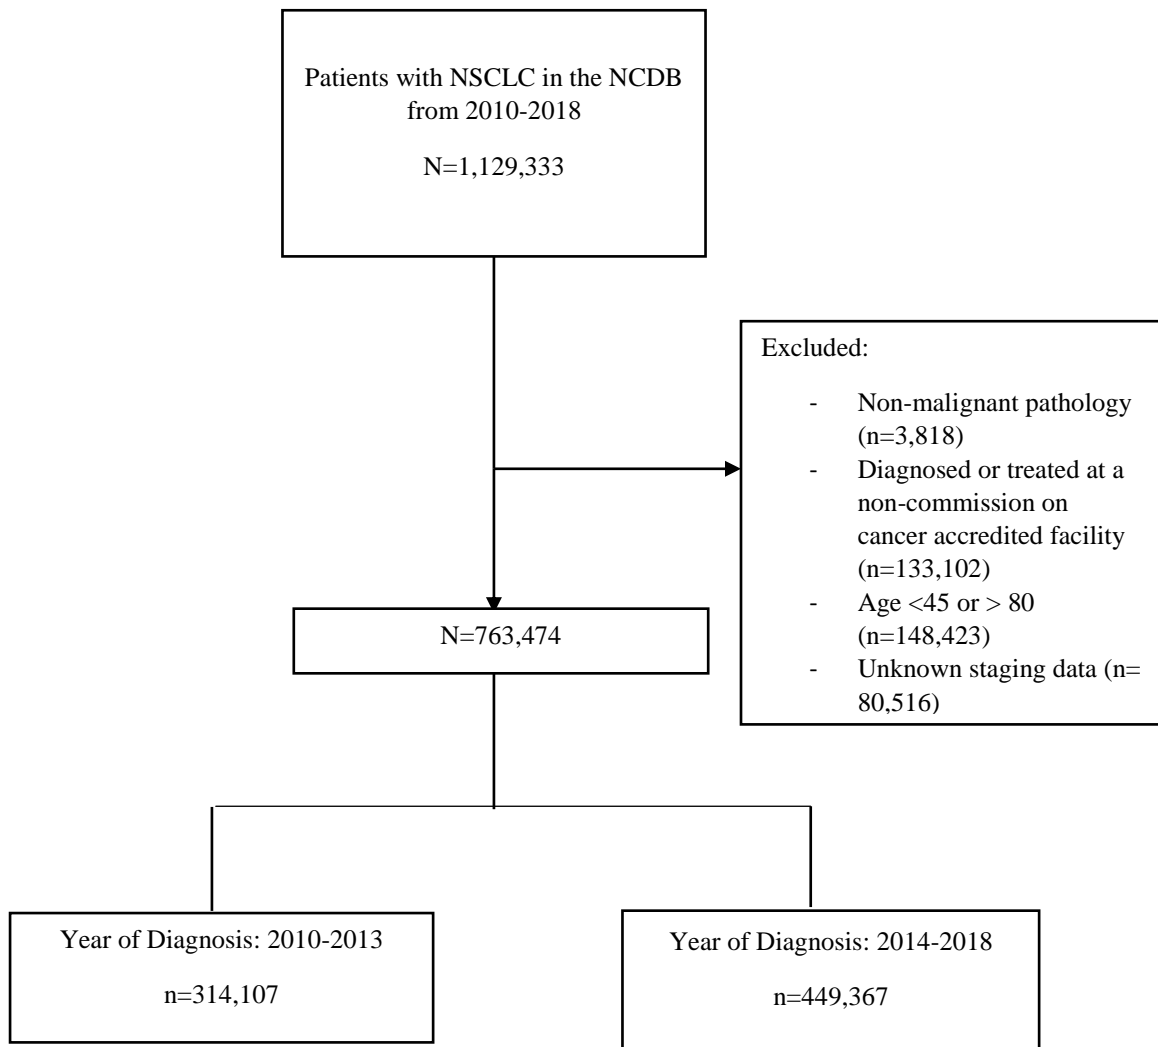 Patients with NSCLC in the NCDB
from 2010-2018
N=1,129,333
Excluded:
- Non-malignant pathology
(n=3,818)
- Diagnosed or treated at a
non-commission on
cancer accredited facility
(n=133,102)
- Age <45 or > 80
(n=148,423)
- Unknown staging data (n=
80,516)
N=763,474
Year of Diagnosis: 2010-2013
n=314,107
Year of Diagnosis: 2014-2018
n=449,367